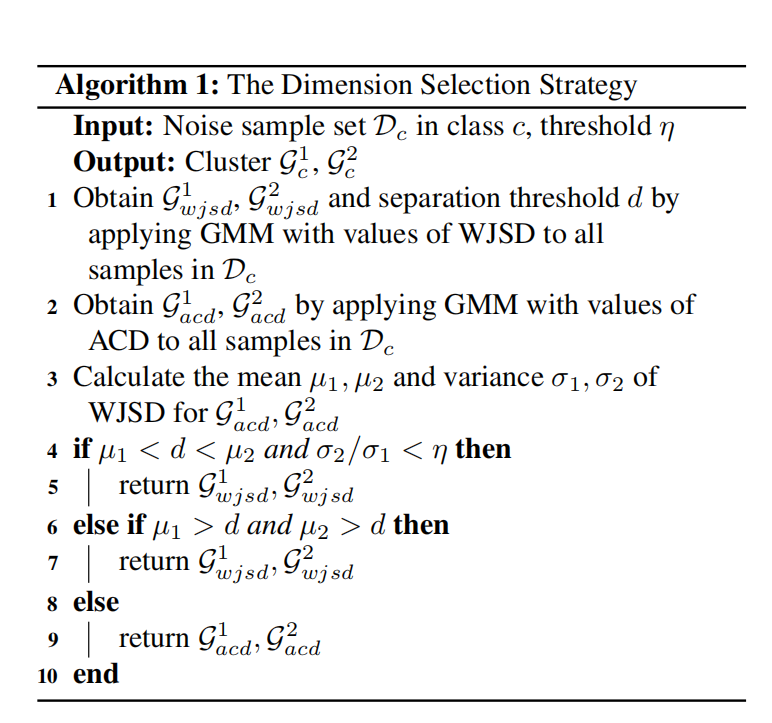 Algorithm 1: The Dimension Selection Strategy
Input: Noise sample set $\mathcal{D}_c$ in class $c$, threshold $\eta$
Output: Cluster $\mathcal{G}_c^1, \mathcal{G}_c^2$
1 Obtain $\mathcal{G}_{wjsd}^1, \mathcal{G}_{wjsd}^2$ and separation threshold $d$ by
applying GMM with values of WJSD to all
samples in $\mathcal{D}_c$
2 Obtain $\mathcal{G}_{acd}^1, \mathcal{G}_{acd}^2$ by applying GMM with values of
ACD to all samples in $\mathcal{D}_c$
3 Calculate the mean $\mu_1, \mu_2$ and variance $\sigma_1, \sigma_2$ of
WJSD for $\mathcal{G}_{acd}^1, \mathcal{G}_{acd}^2$
4 if $\mu_1 < d < \mu_2$ and $\sigma_2/\sigma_1 < \eta$ then
5 return $\mathcal{G}_{wjsd}^1, \mathcal{G}_{wjsd}^2$
6 else if $\mu_1 > d$ and $\mu_2 > d$ then
7 return $\mathcal{G}_{wjsd}^1, \mathcal{G}_{wjsd}^2$
8 else
9 return $\mathcal{G}_{acd}^1, \mathcal{G}_{acd}^2$
10 end